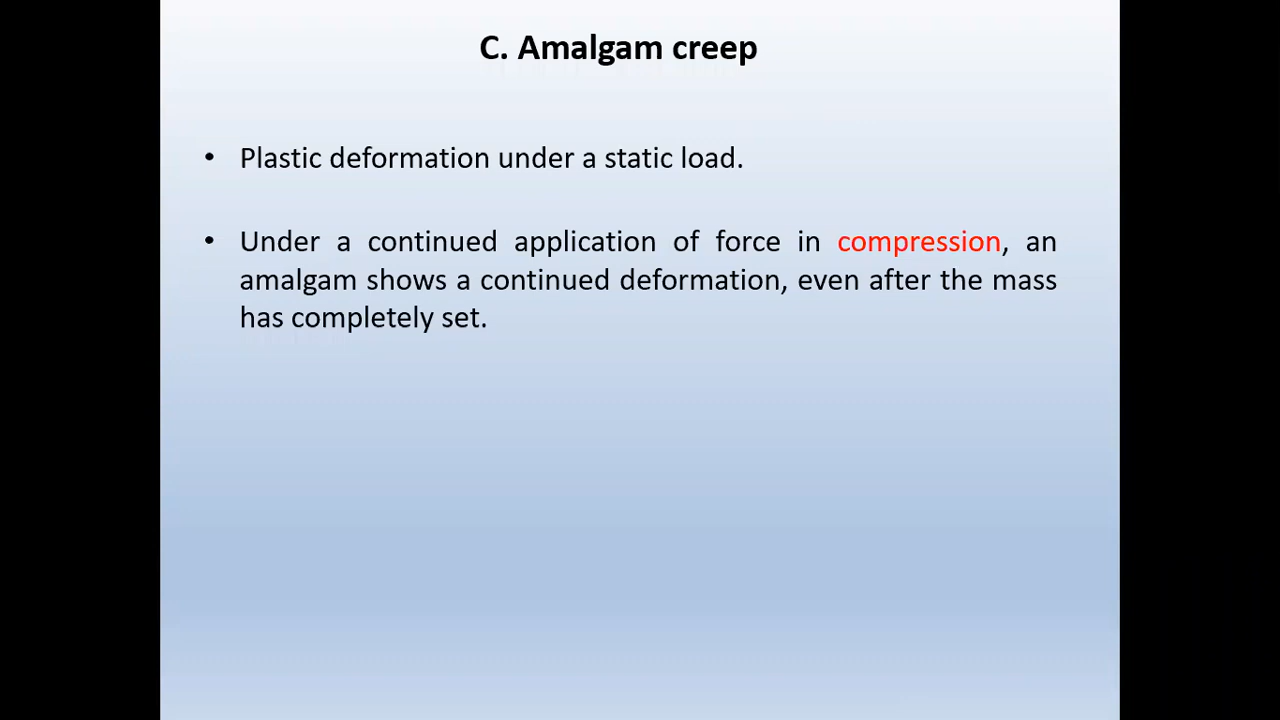 C. Amalgam creep
• Plastic deformation under a static load.
• Under a continued application of force in compression, an
amalgam shows a continued deformation, even after the mass
has completely set.